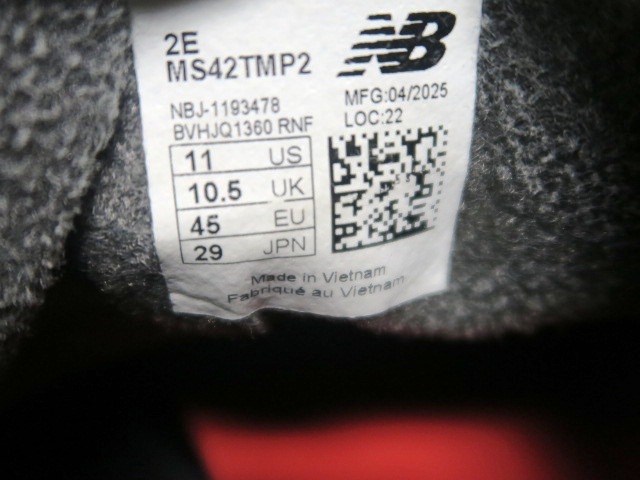 2E
MS42TMP2
NB
NBJ-1193478
BVHJQ1360 RNF
MFG:04/2025
LOC:22
11 US
10.5 UK
45 EU
29 JPN
Made in Vietnam
Fabriqué au Vietnam